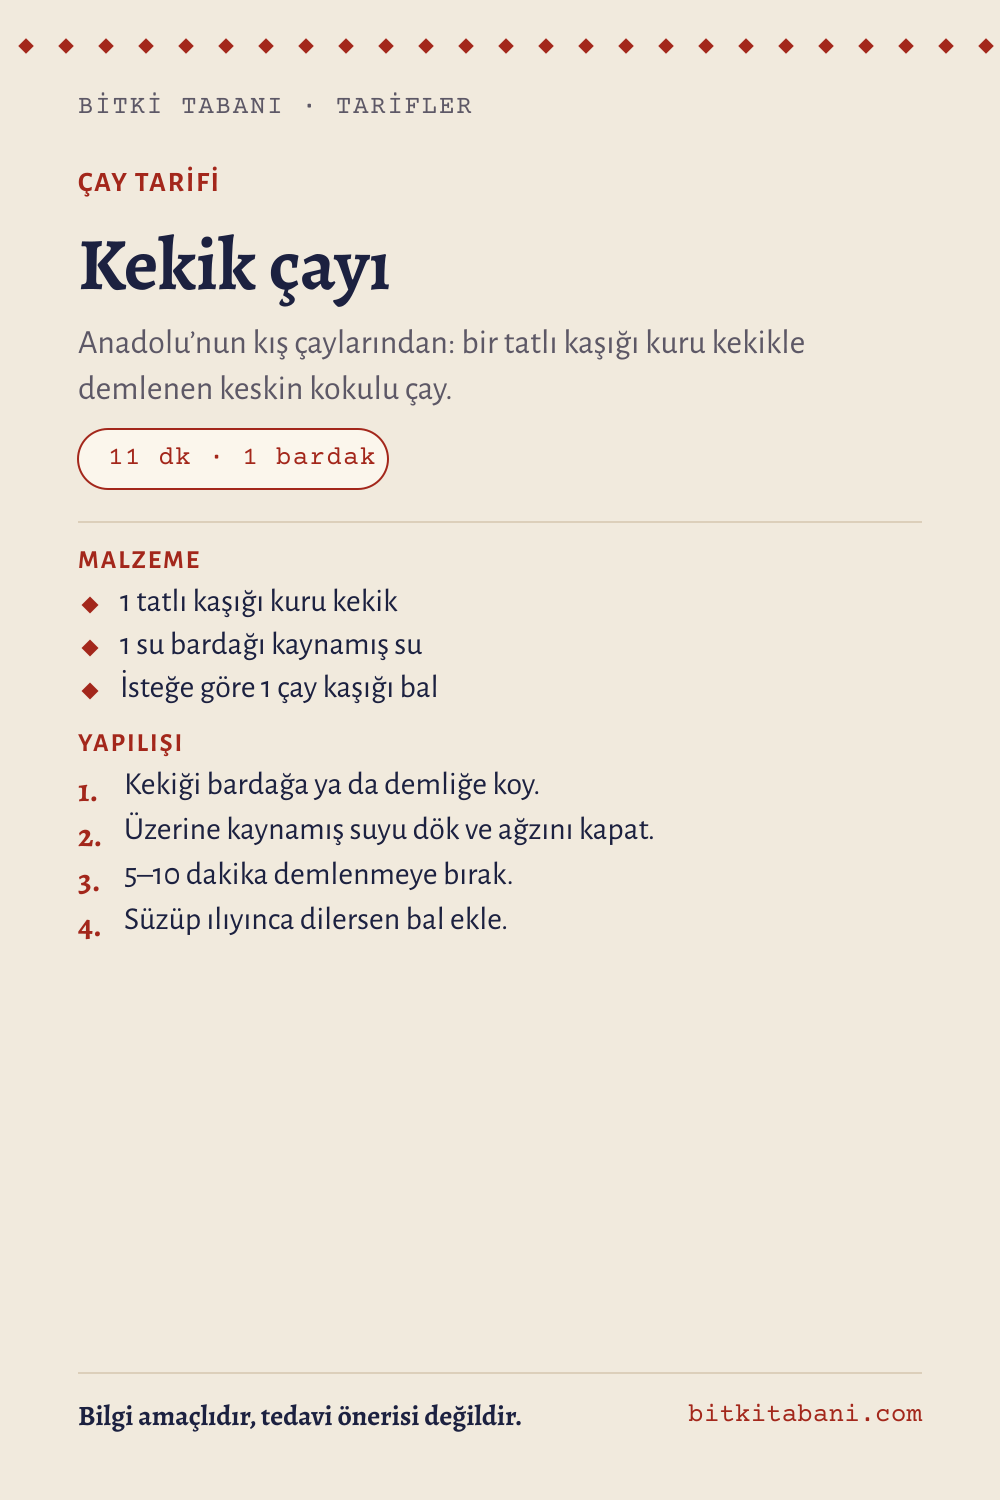 BİTKİ TABANI · TARİFLER
ÇAY TARİFİ
Kekik çayı
Anadolu’nun kış çaylarından: bir tatlı kaşığı kuru kekikle
demlenen keskin kokulu çay.
11 dk · 1 bardak
MALZEME
◆ 1 tatlı kaşığı kuru kekik
◆ 1 su bardağı kaynamış su
◆ İsteğe göre 1 çay kaşığı bal
YAPILIŞI
1. Kekiği bardağa ya da demliğe koy.
2. Üzerine kaynamış suyu dök ve ağzını kapat.
3. 5–10 dakika demlenmeye bırak.
4. Süzüp ılıyınca dilersen bal ekle.
Bilgi amaçlıdır, tedavi önerisi değildir.
bitkitabani.com